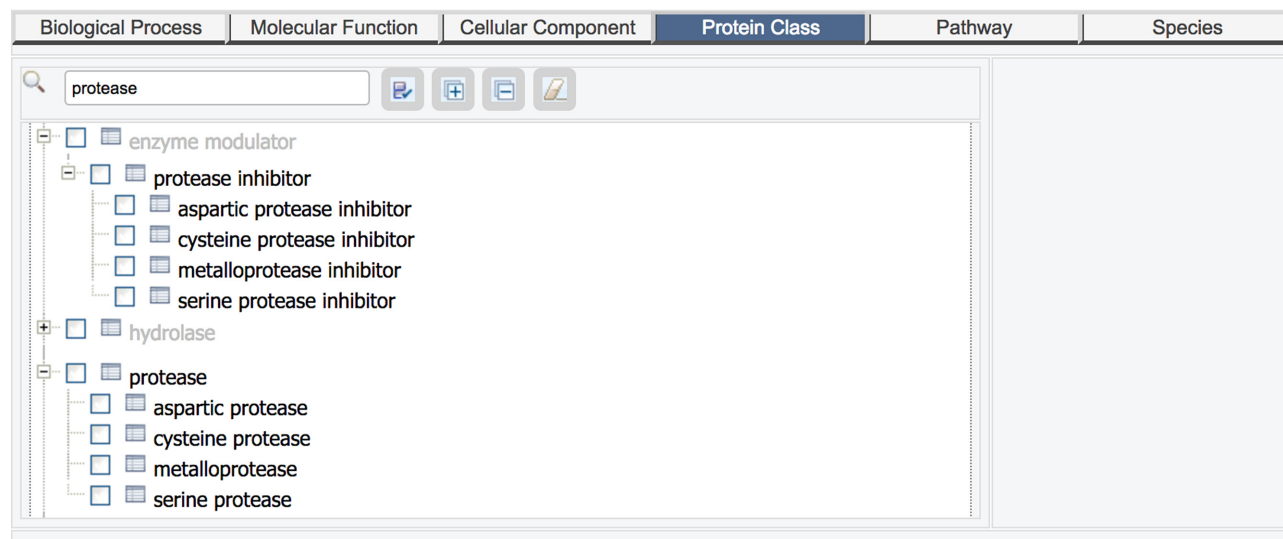 Biological Process Molecular Function Cellular Component Protein Class Pathway Species
protease
enzyme modulator
protease inhibitor
aspartic protease inhibitor
cysteine protease inhibitor
metalloprotease inhibitor
serine protease inhibitor
hydrolase
protease
aspartic protease
cysteine protease
metalloprotease
serine protease